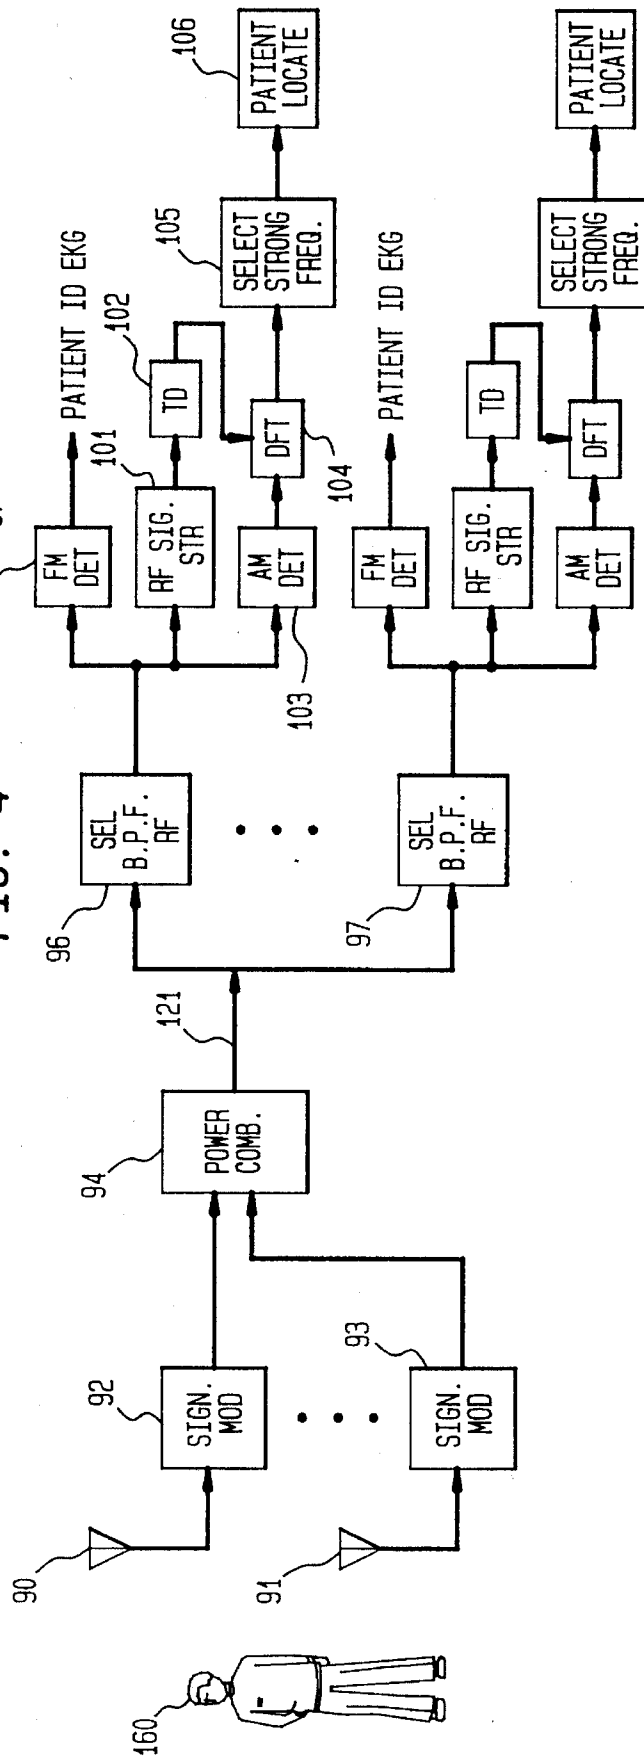 FIG. 4
160
90
91
92
SIGN.
MOD
93
SIGN.
MOD
94
POWER
COMB.
121
96
SEL
B.P.F.
RF
97
SEL
B.P.F.
RF
FM
DET
PATIENT ID EKG
101
RF SIG.
STR
102
TD
103
AM
DET
104
DFT
105
SELECT
STRONG
FREQ.
106
PATIENT
LOCATE
FM
DET
PATIENT ID EKG
RF SIG.
STR
TD
AM
DET
DFT
SELECT
STRONG
FREQ.
PATIENT
LOCATE